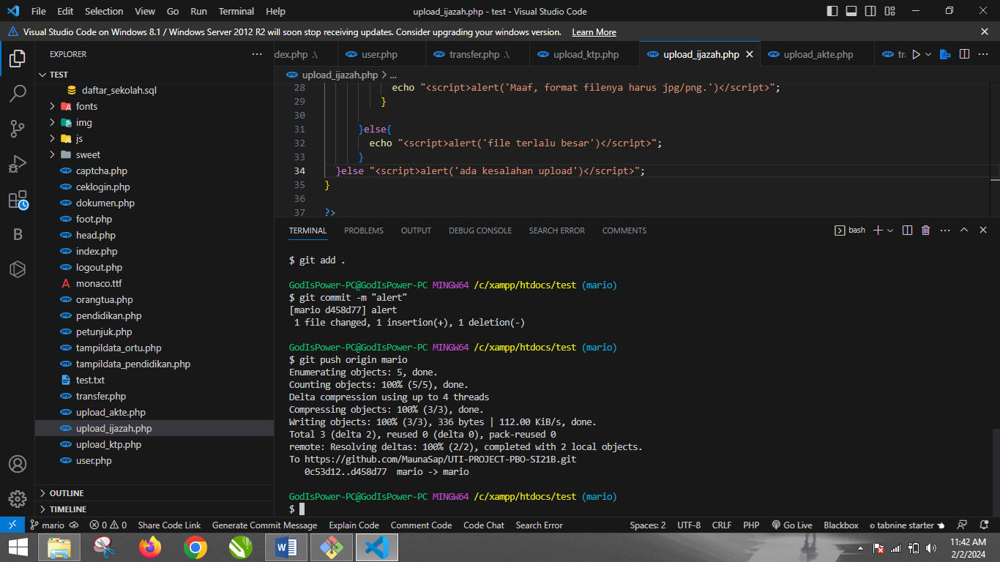 File Edit Selection View Go Run Terminal Help upload_ijazah.php - test - Visual Studio Code
Visual Studio Code on Windows 8.1 / Windows Server 2012 R2 will soon stop receiving updates. Consider upgrading your windows version. Learn More
EXPLORER
TEST
daftar_sekolah.sql
fonts
img
js
sweet
captcha.php
ceklogin.php
dokumen.php
foot.php
head.php
index.php
logout.php
monaco.ttf
orangtua.php
pendidikan.php
petunjuk.php
tampildata_ortu.php
tampildata_pendidikan.php
test.txt
transfer.php
upload_akte.php
upload_ijazah.php
upload_ktp.php
user.php
OUTLINE
TIMELINE
dex.php .\ user.php transfer.php .\ upload_ktp.php upload_ijazah.php upload_akte.php tr
upload_ijazah.php > ...
28 echo "<script>alert('Maaf, format filenya harus jpg/png.')</script>";
29 }
30
31 }else{
32 echo "<script>alert('file terlalu besar')</script>";
33 }
34 }else "<script>alert('ada kesalahan upload')</script>";
35 }
36
37 ?>
TERMINAL PROBLEMS OUTPUT DEBUG CONSOLE SEARCH ERROR COMMENTS bash
$ git add .
GodIsPower-PC@GodIsPower-PC MINGW64 /c/xampp/htdocs/test (mario)
$ git commit -m "alert"
[mario d458d77] alert
1 file changed, 1 insertion(+), 1 deletion(-)
GodIsPower-PC@GodIsPower-PC MINGW64 /c/xampp/htdocs/test (mario)
$ git push origin mario
Enumerating objects: 5, done.
Counting objects: 100% (5/5), done.
Delta compression using up to 4 threads
Compressing objects: 100% (3/3), done.
Writing objects: 100% (3/3), 336 bytes | 112.00 KiB/s, done.
Total 3 (delta 2), reused 0 (delta 0), pack-reused 0
remote: Resolving deltas: 100% (2/2), completed with 2 local objects.
To https://github.com/MaunaSap/UTI-PROJECT-PBO-SI21B.git
0c53d12..d458d77 mario -> mario
GodIsPower-PC@GodIsPower-PC MINGW64 /c/xampp/htdocs/test (mario)
$
mario 0 0 Share Code Link Generate Commit Message Explain Code Comment Code Code Chat Search Error Spaces: 2 UTF-8 CRLF PHP Go Live Blackbox tabnine starter
11:42 AM
2/2/2024